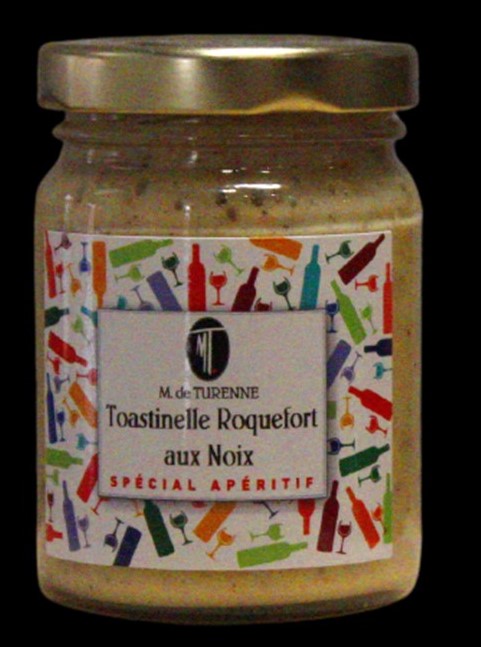 MT
M. de TURENNE
Toastinelle Roquefort
aux Noix
SPÉCIAL APÉRITIF